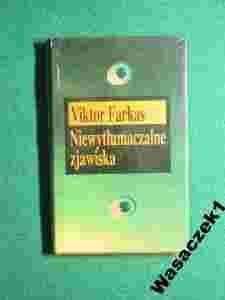 Viktor Farkas
Niewytłumaczalne
zjawiska
Wasaczek1